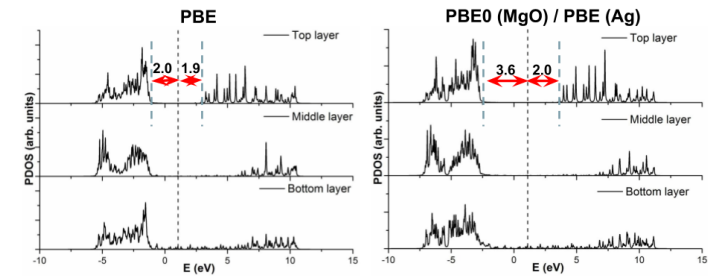 PBE
PDOS (arb. units)
Top layer
2.0 1.9
Middle layer
Bottom layer
-10 -5 0 5 10 15
E (eV)
PBE0 (MgO) / PBE (Ag)
PDOS (arb. units)
Top layer
3.6 2.0
Middle layer
Bottom layer
-10 -5 0 5 10 15
E (eV)